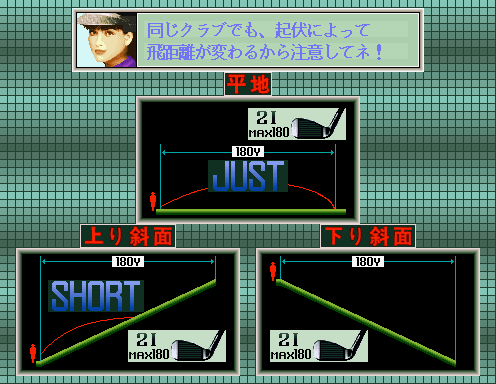 同じクラブでも、起伏によって
飛距離が変わるから注意してネ！
平地
2I
MAX180
180Y
JUST
上り斜面
180Y
SHORT
2I
MAX180
下り斜面
180Y
2I
MAX180